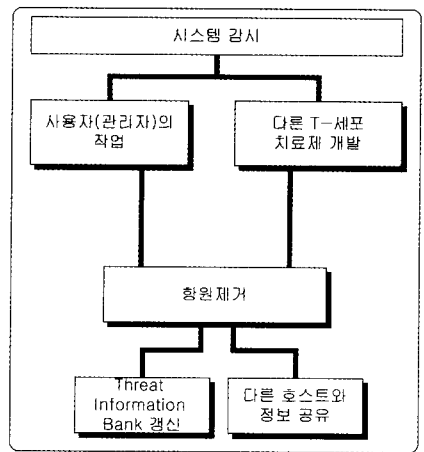 시스템 감시
사용자(관리자)의
작업
다른 T-세포
치료제 개발
항원제거
Threat
Information
Bank 갱신
다른 호스트와
정보 공유